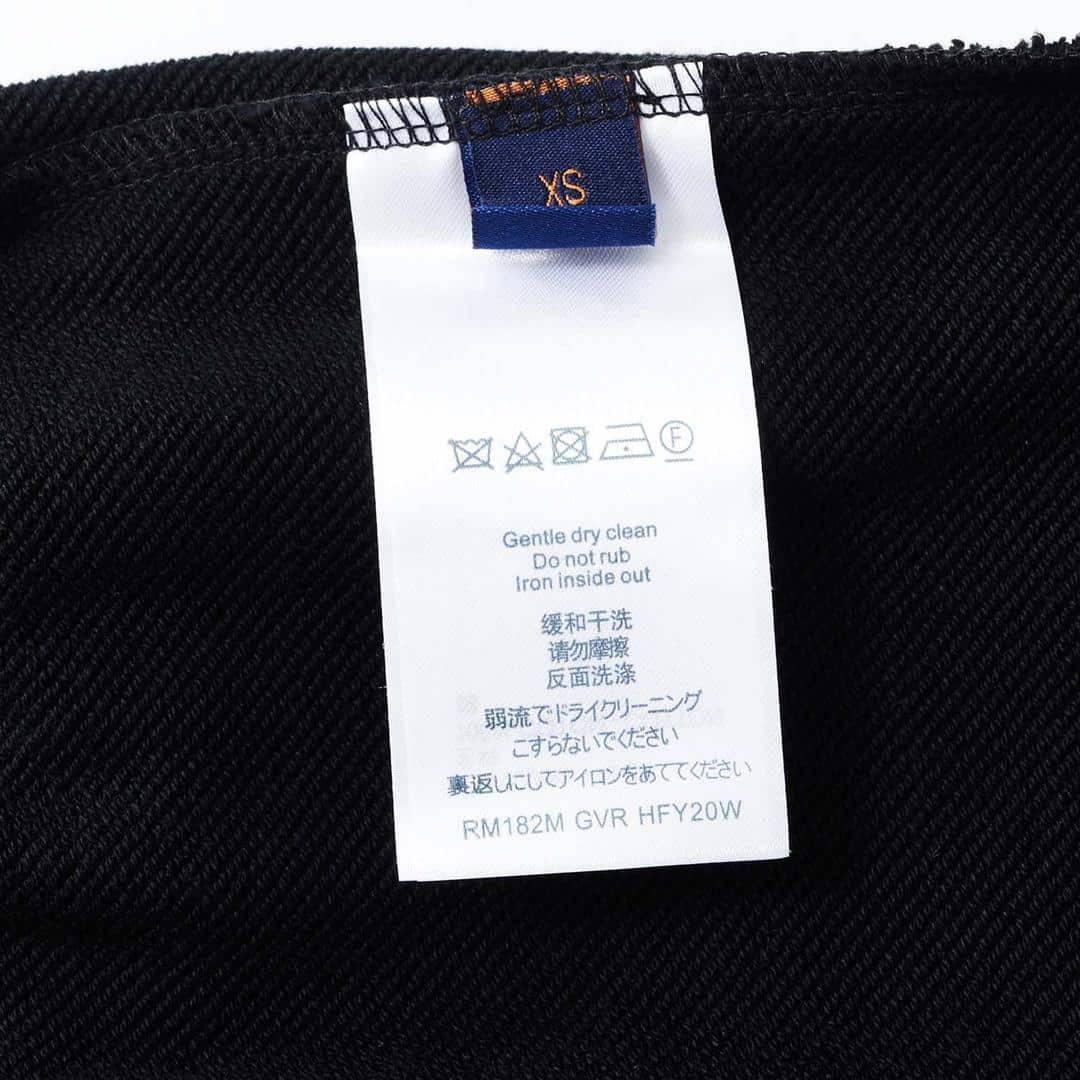 XS
F
Gentle dry clean
Do not rub
Iron inside out
缓和干洗
请勿摩擦
反面洗涤
弱流でドライクリーニング
こすらないでください
裏返しにしてアイロンをあててください
RM182M GVR HFY20W